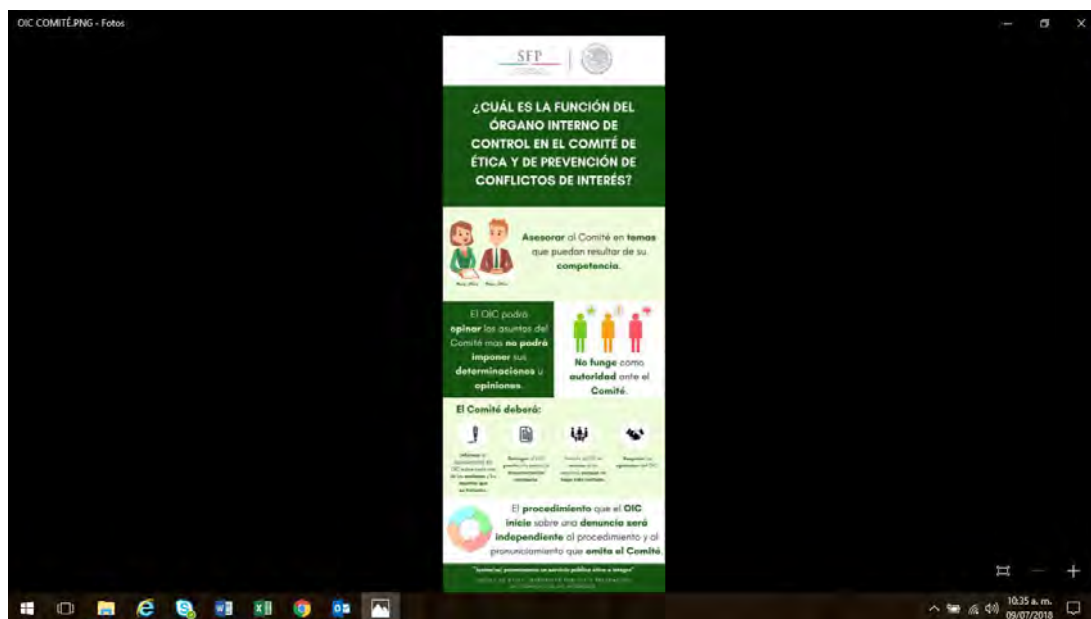 OIC COMITÉ.PNG - Fotos
SFP
¿CUÁL ES LA FUNCIÓN DEL
ÓRGANO INTERNO DE
CONTROL EN EL COMITÉ DE
ÉTICA Y DE PREVENCIÓN DE
CONFLICTOS DE INTERÉS?
Asesorar al Comité en temas
que puedan resultar de su
competencia.
El OIC podrá
opinar los asuntos del
Comité mas no podrá
imponer sus
determinaciones u
opiniones.
No funge como
autoridad ante el
Comité.
El Comité deberá:
El procedimiento que el OIC
inicie sobre una denuncia será
independiente al procedimiento y al
pronunciamiento que emita el Comité.
10:35 a. m.
09/07/2018